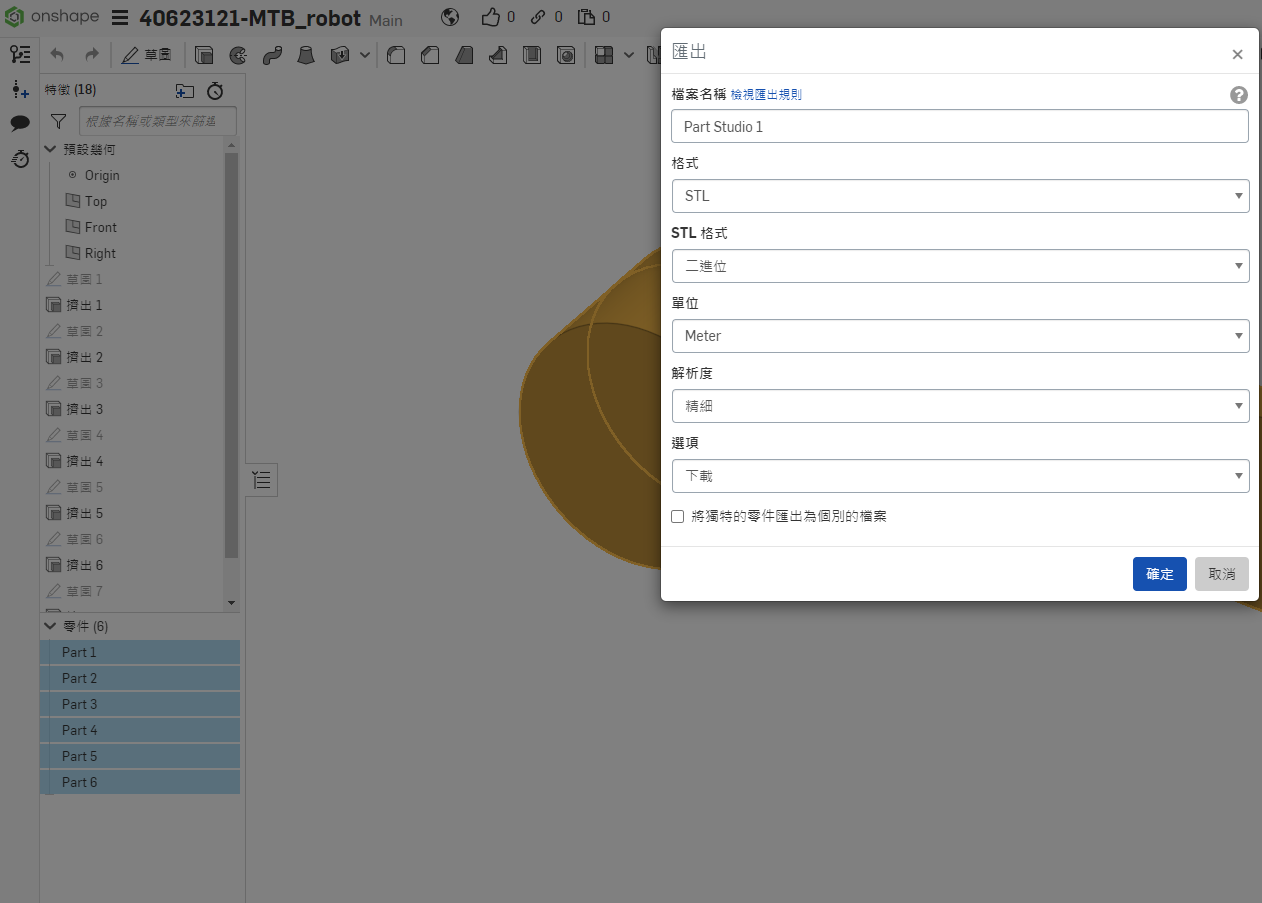 onshape 40623121-MTB_robot Main 0 0 0
草圖
特徵 (18)
根據名稱或類型來篩選
預設幾何
Origin
Top
Front
Right
草圖 1
擠出 1
草圖 2
擠出 2
草圖 3
擠出 3
草圖 4
擠出 4
草圖 5
擠出 5
草圖 6
擠出 6
草圖 7
零件 (6)
Part 1
Part 2
Part 3
Part 4
Part 5
Part 6
匯出
×
檔案名稱 檢視匯出規則
?
Part Studio 1
格式
STL
STL 格式
二進位
單位
Meter
解析度
精細
選項
下載
將獨特的零件匯出為個別的檔案
確定
取消